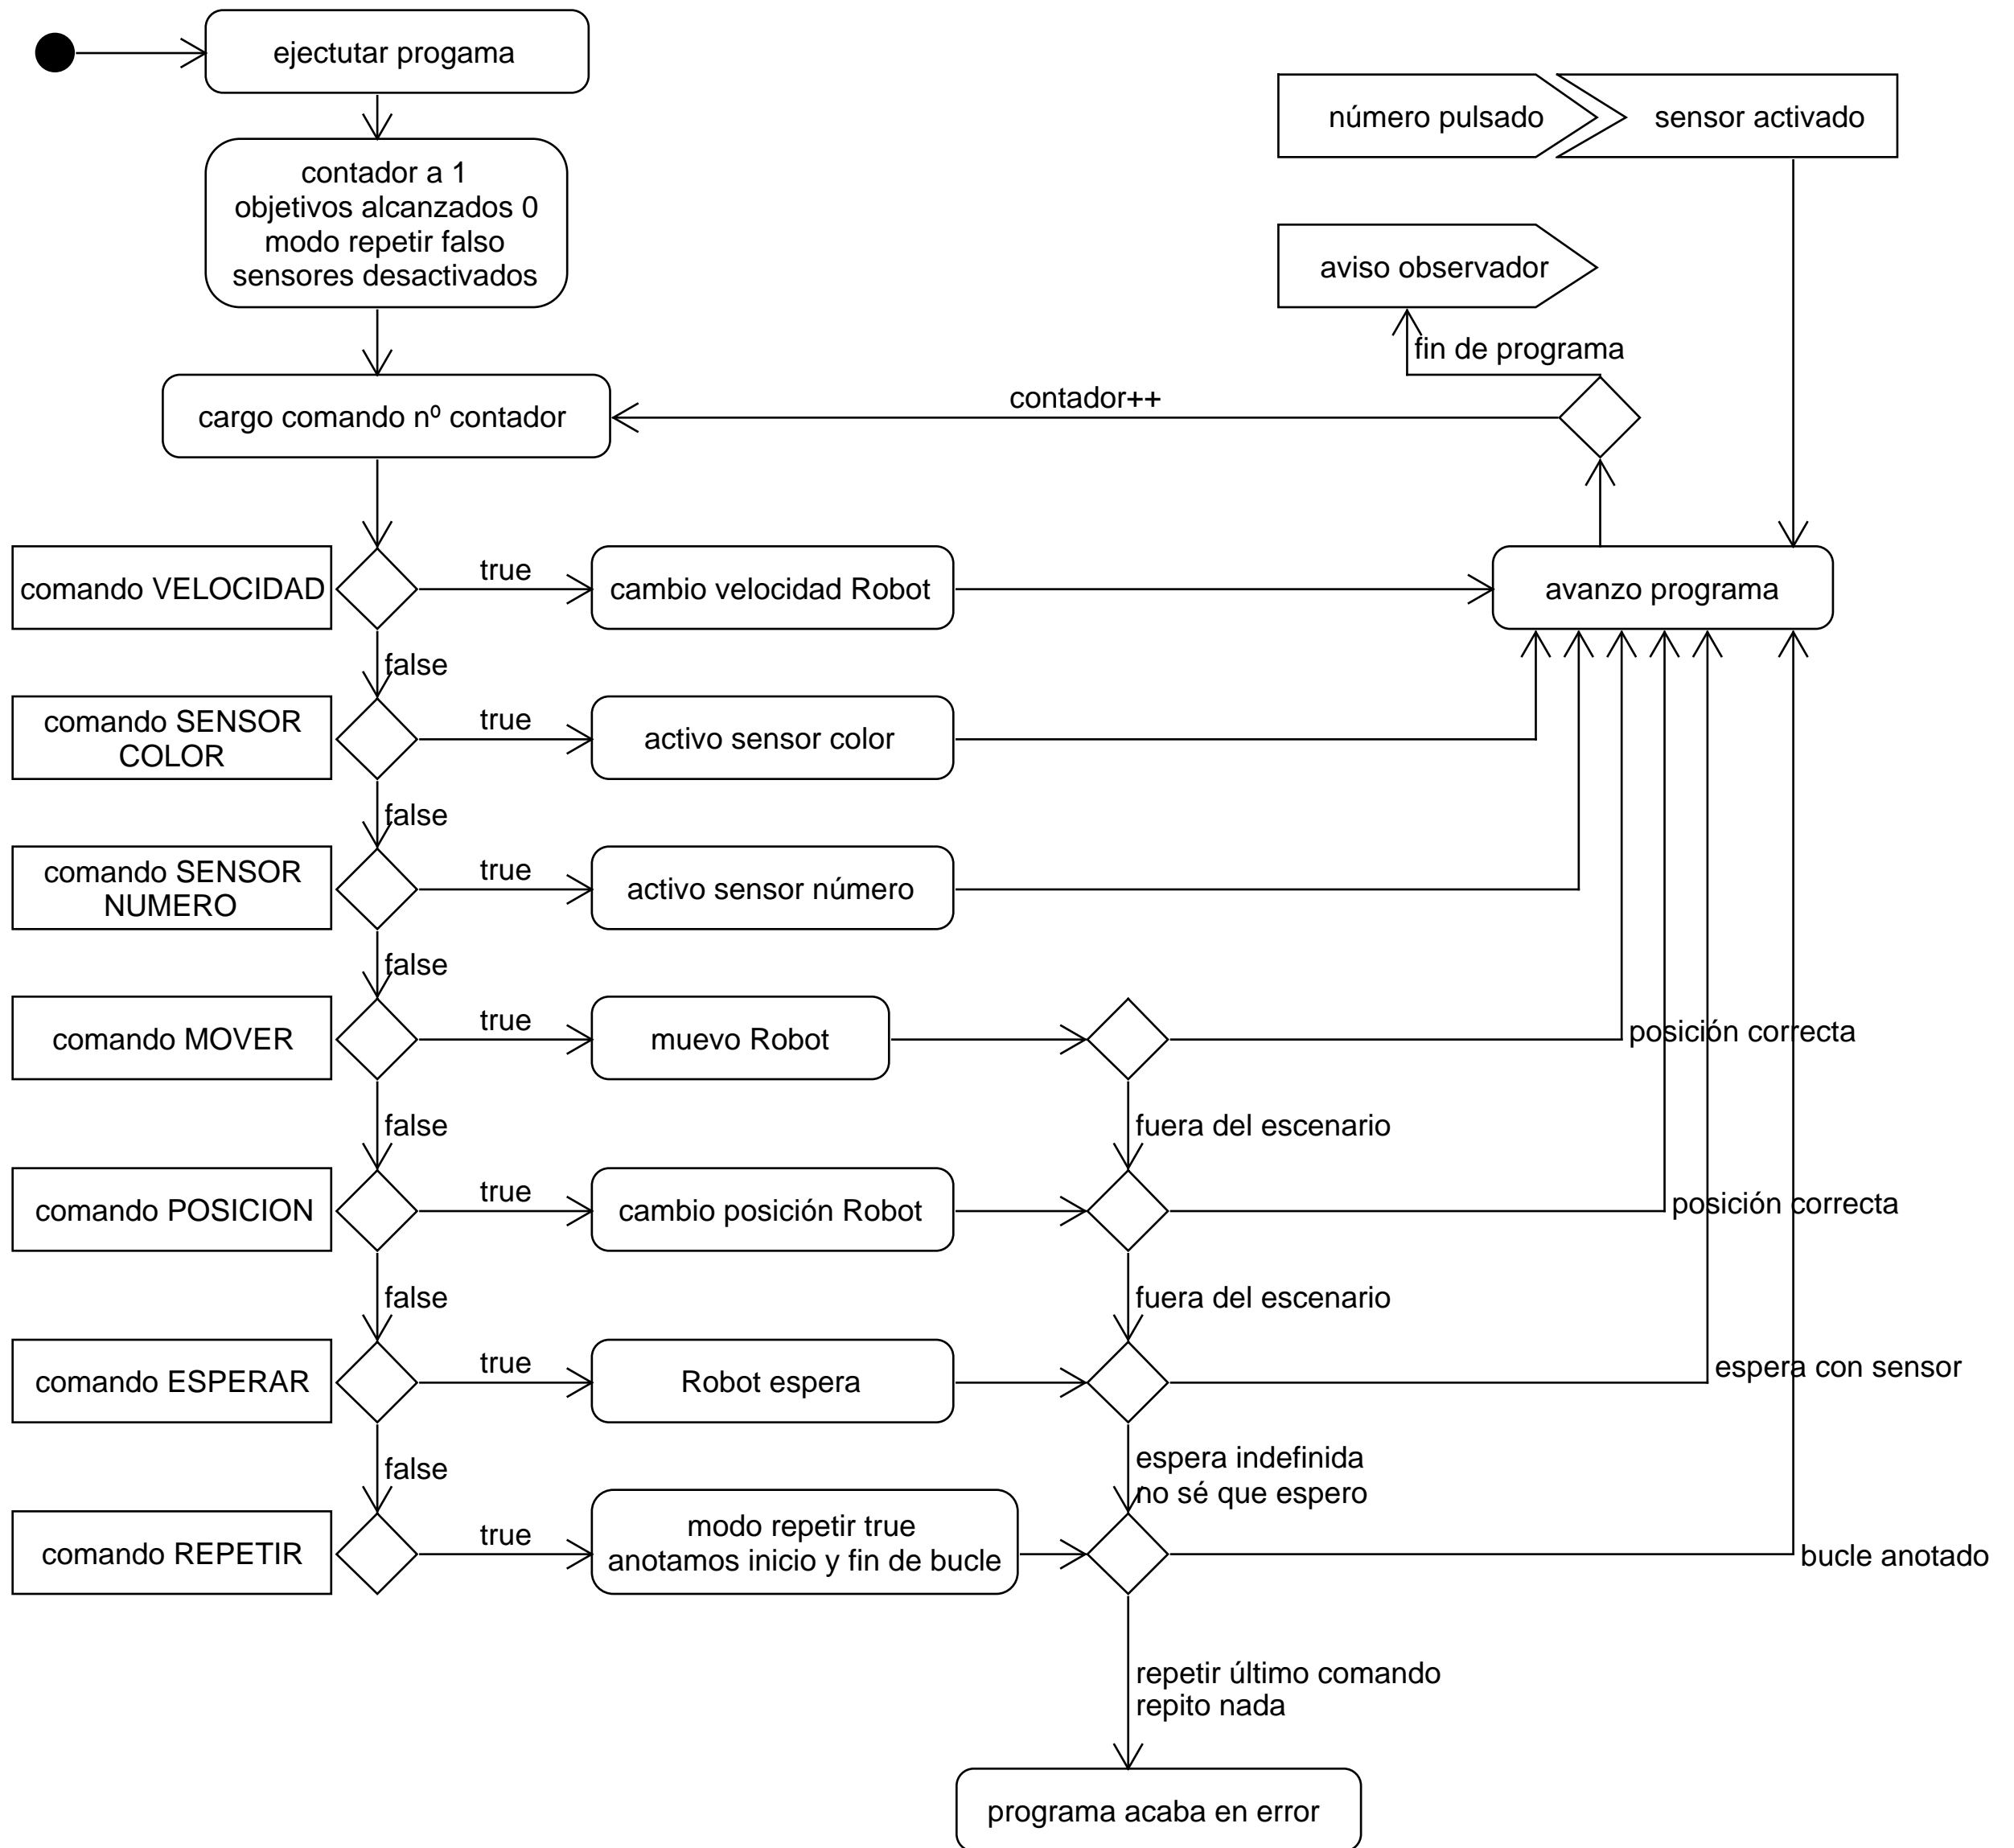 ejectutar progama
número pulsado
sensor activado
contador a 1
objetivos alcanzados 0
modo repetir falso
sensores desactivados
aviso observador
fin de programa
contador++
cargo comando nº contador
comando VELOCIDAD
true
cambio velocidad Robot
avanzo programa
false
comando SENSOR
COLOR
true
activo sensor color
false
comando SENSOR
NUMERO
true
activo sensor número
false
comando MOVER
true
muevo Robot
posición correcta
false
fuera del escenario
comando POSICION
true
cambio posición Robot
posición correcta
false
fuera del escenario
comando ESPERAR
true
Robot espera
espera con sensor
false
espera indefinida
no sé que espero
comando REPETIR
true
modo repetir true
anotamos inicio y fin de bucle
bucle anotado
repetir último comando
repito nada
programa acaba en error